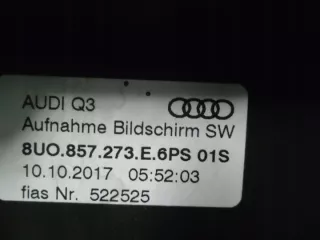 AUDI Q3
Aufnahme Bildschirm SW
8UO.857.273.E.6PS 01S
10.10.2017 05:52:03
fias Nr. 522525